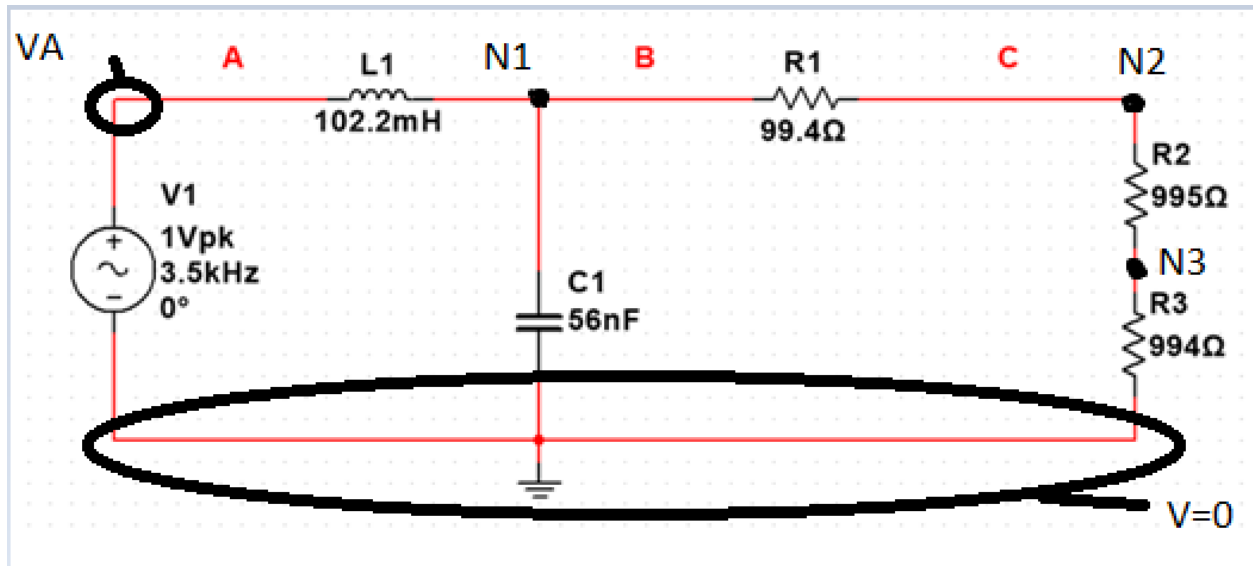 VA
A
L1
102.2mH
N1
B
R1
99.4Ω
C
N2
R2
995Ω
N3
R3
994Ω
V1
1Vpk
3.5kHz
0°
+
C1
56nF
V=0